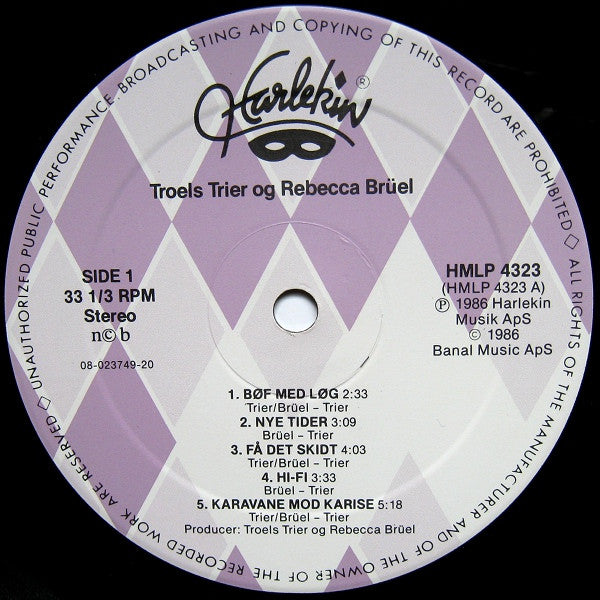 UNAUTHORIZED PUBLIC PERFORMANCE. BROADCASTING AND COPYING OF THIS RECORD ARE PROHIBITED ◇ ALL RIGHTS OF THE MANUFACTURER AND OF THE OWNER OF THE RECORDED WORK ARE RESERVED ◇
Harlekin ®
Troels Trier og Rebecca Brüel
SIDE 1
33 1/3 RPM
Stereo
n©b
08-023749-20
HMLP 4323
(HMLP 4323 A)
℗ 1986 Harlekin
Musik ApS
© 1986
Banal Music ApS
1. BØF MED LØG 2:33
Trier/Brüel – Trier
2. NYE TIDER 3:09
Brüel – Trier
3. FÅ DET SKIDT 4:03
Trier/Brüel – Trier
4. HI-FI 3:33
Brüel – Trier
5. KARAVANE MOD KARISE 5:18
Trier/Brüel – Trier
Producer: Troels Trier og Rebecca Brüel